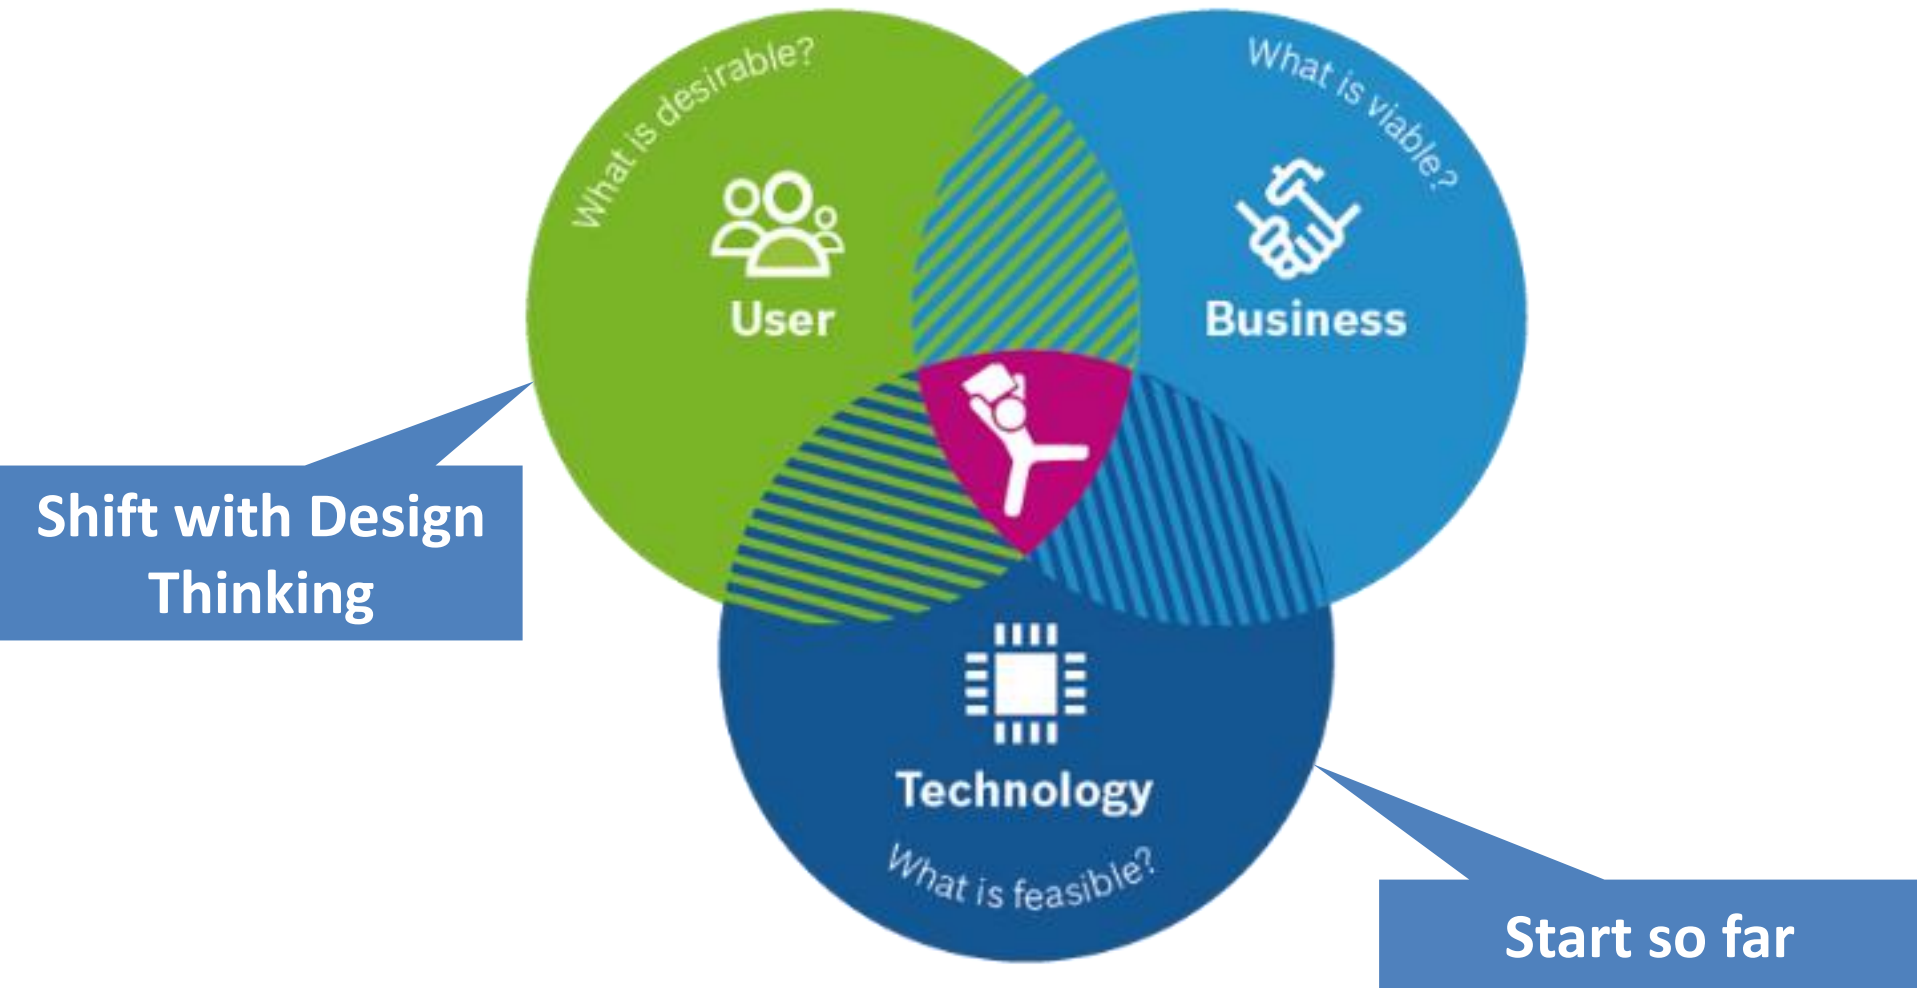 What is desirable?
User
What is viable?
Business
Shift with Design
Thinking
Technology
What is feasible?
Start so far